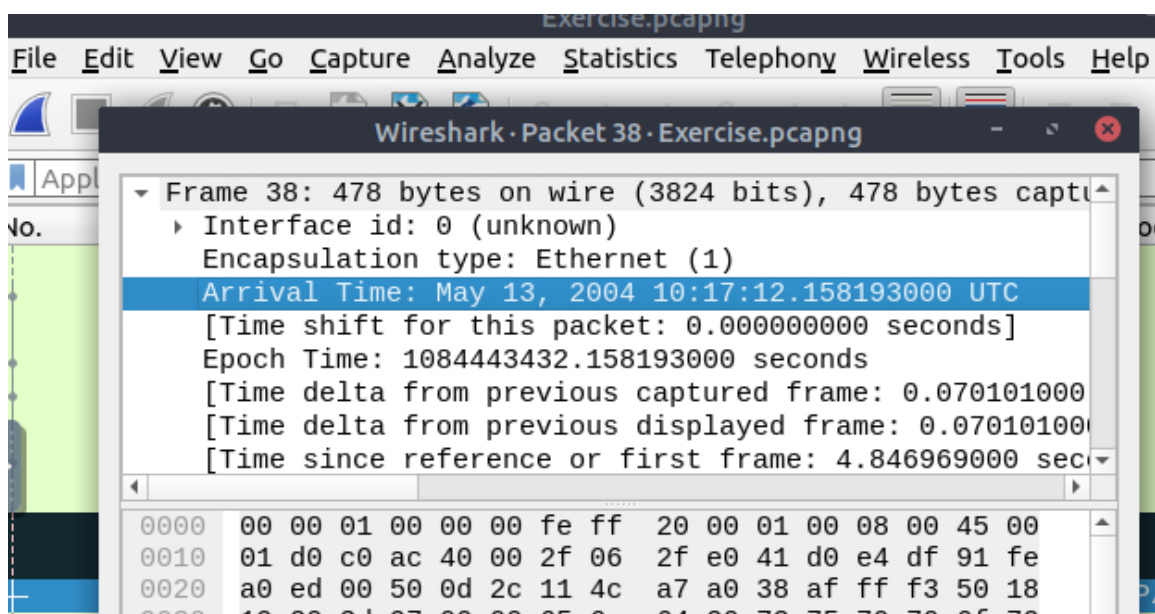 Exercise.pcapng
File Edit View Go Capture Analyze Statistics Telephony Wireless Tools Help
Wireshark · Packet 38 · Exercise.pcapng
Appl
No.
Frame 38: 478 bytes on wire (3824 bits), 478 bytes captu
Interface id: 0 (unknown)
Encapsulation type: Ethernet (1)
Arrival Time: May 13, 2004 10:17:12.158193000 UTC
[Time shift for this packet: 0.000000000 seconds]
Epoch Time: 1084443432.158193000 seconds
[Time delta from previous captured frame: 0.070101000
[Time delta from previous displayed frame: 0.07010100
[Time since reference or first frame: 4.846969000 sec
0000 00 00 01 00 00 00 fe ff 20 00 01 00 08 00 45 00
0010 01 d0 c0 ac 40 00 2f 06 2f e0 41 d0 e4 df 91 fe
0020 a0 ed 00 50 0d 2c 11 4c a7 a0 38 af ff f3 50 18